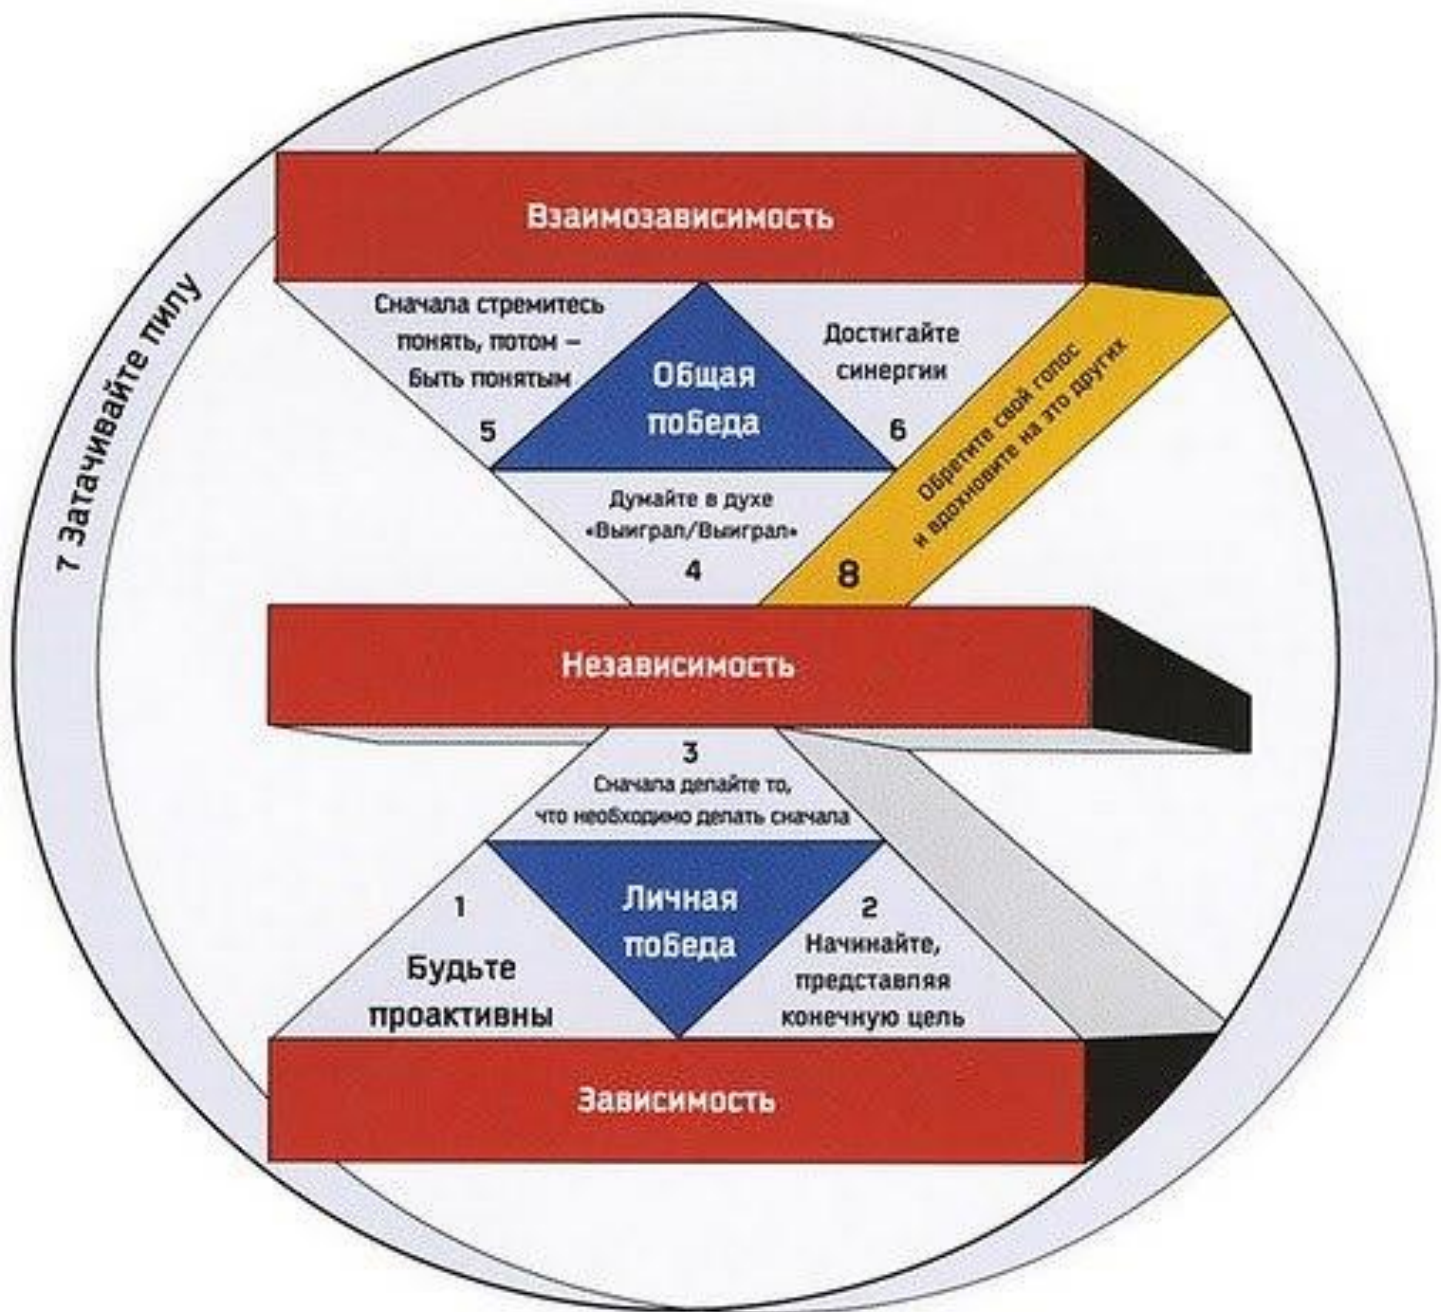 Взаимозависимость
7 Затачивайте пилу
Сначала стремитесь
понять, потом –
быть понятым
5
Общая
победа
Достигайте
синергии
6
Обретите свой голос
и вдохновите на это других
8
Думайте в духе
«Выиграл/Выиграл»
4
Независимость
3
Сначала делайте то,
что необходимо делать сначала
1
Будьте
проактивны
Личная
победа
2
Начинайте,
представляя
конечную цель
Зависимость